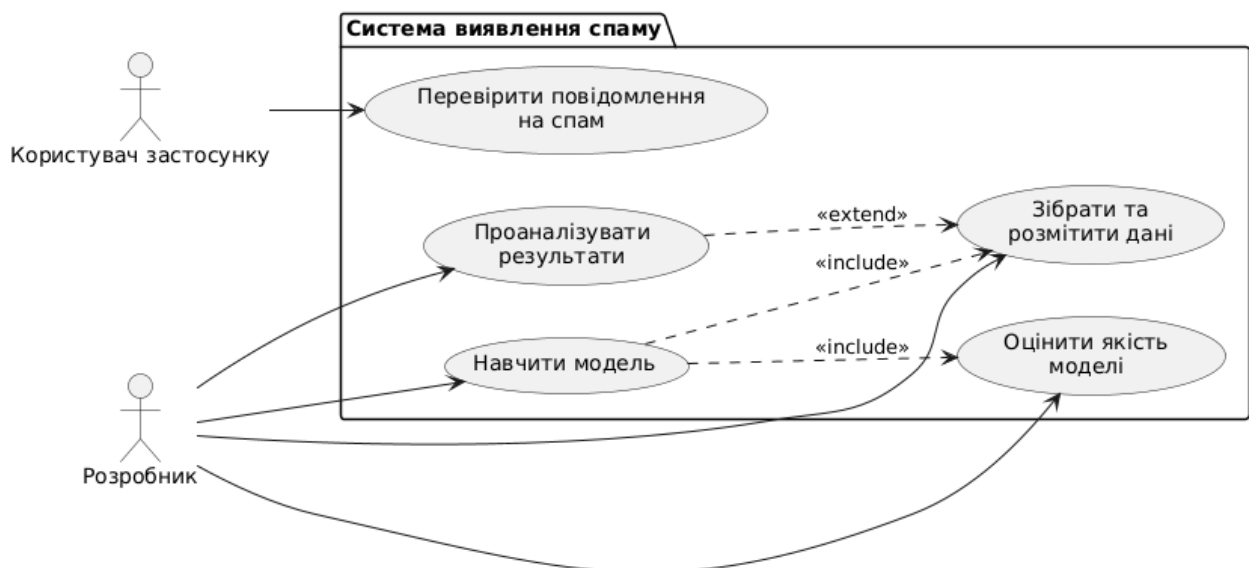 Система виявлення спаму
Перевірити повідомлення
на спам
Користувач застосунку
Проаналізувати
результати
«extend»
Зібрати та
розмітити дані
«include»
Навчити модель
«include»
Оцінити якість
моделі
Розробник